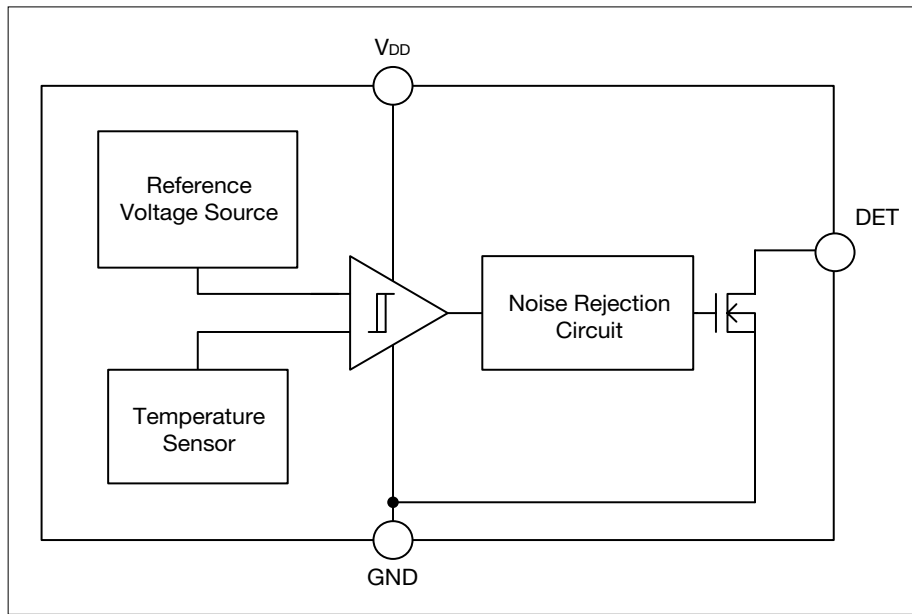 VDD
Reference
Voltage Source
DET
Noise Rejection
Circuit
Temperature
Sensor
GND